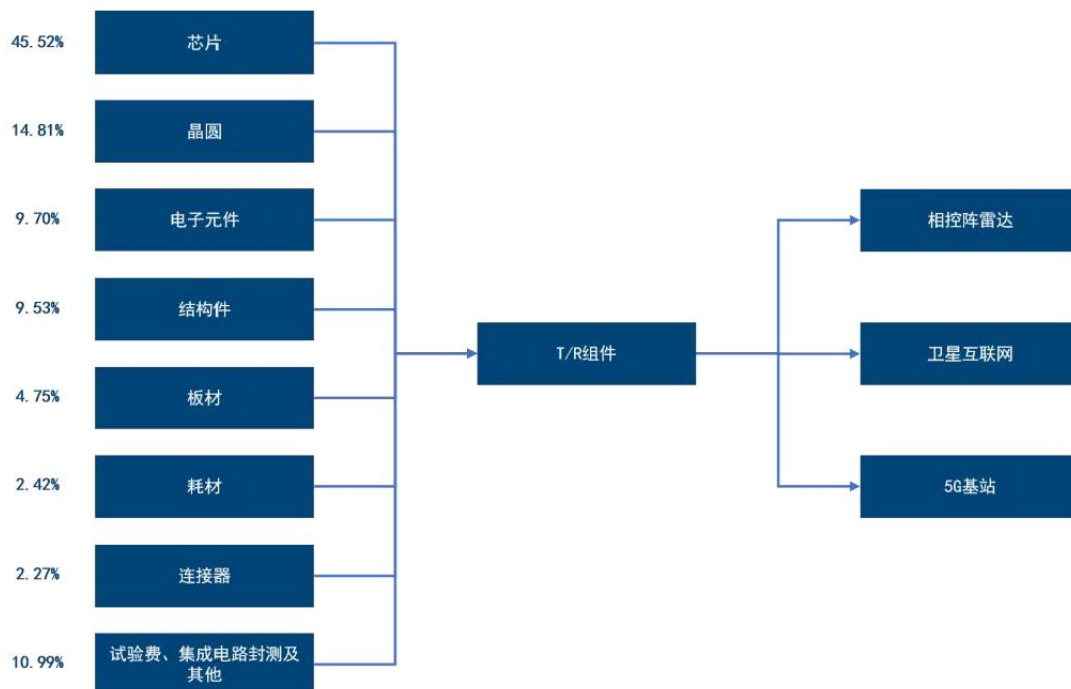 45.52%
芯片
14.81%
晶圆
9.70%
电子元件
9.53%
结构件
4.75%
板材
2.42%
耗材
2.27%
连接器
10.99%
试验费、集成电路封测及
其他
T/R组件
相控阵雷达
卫星互联网
5G基站